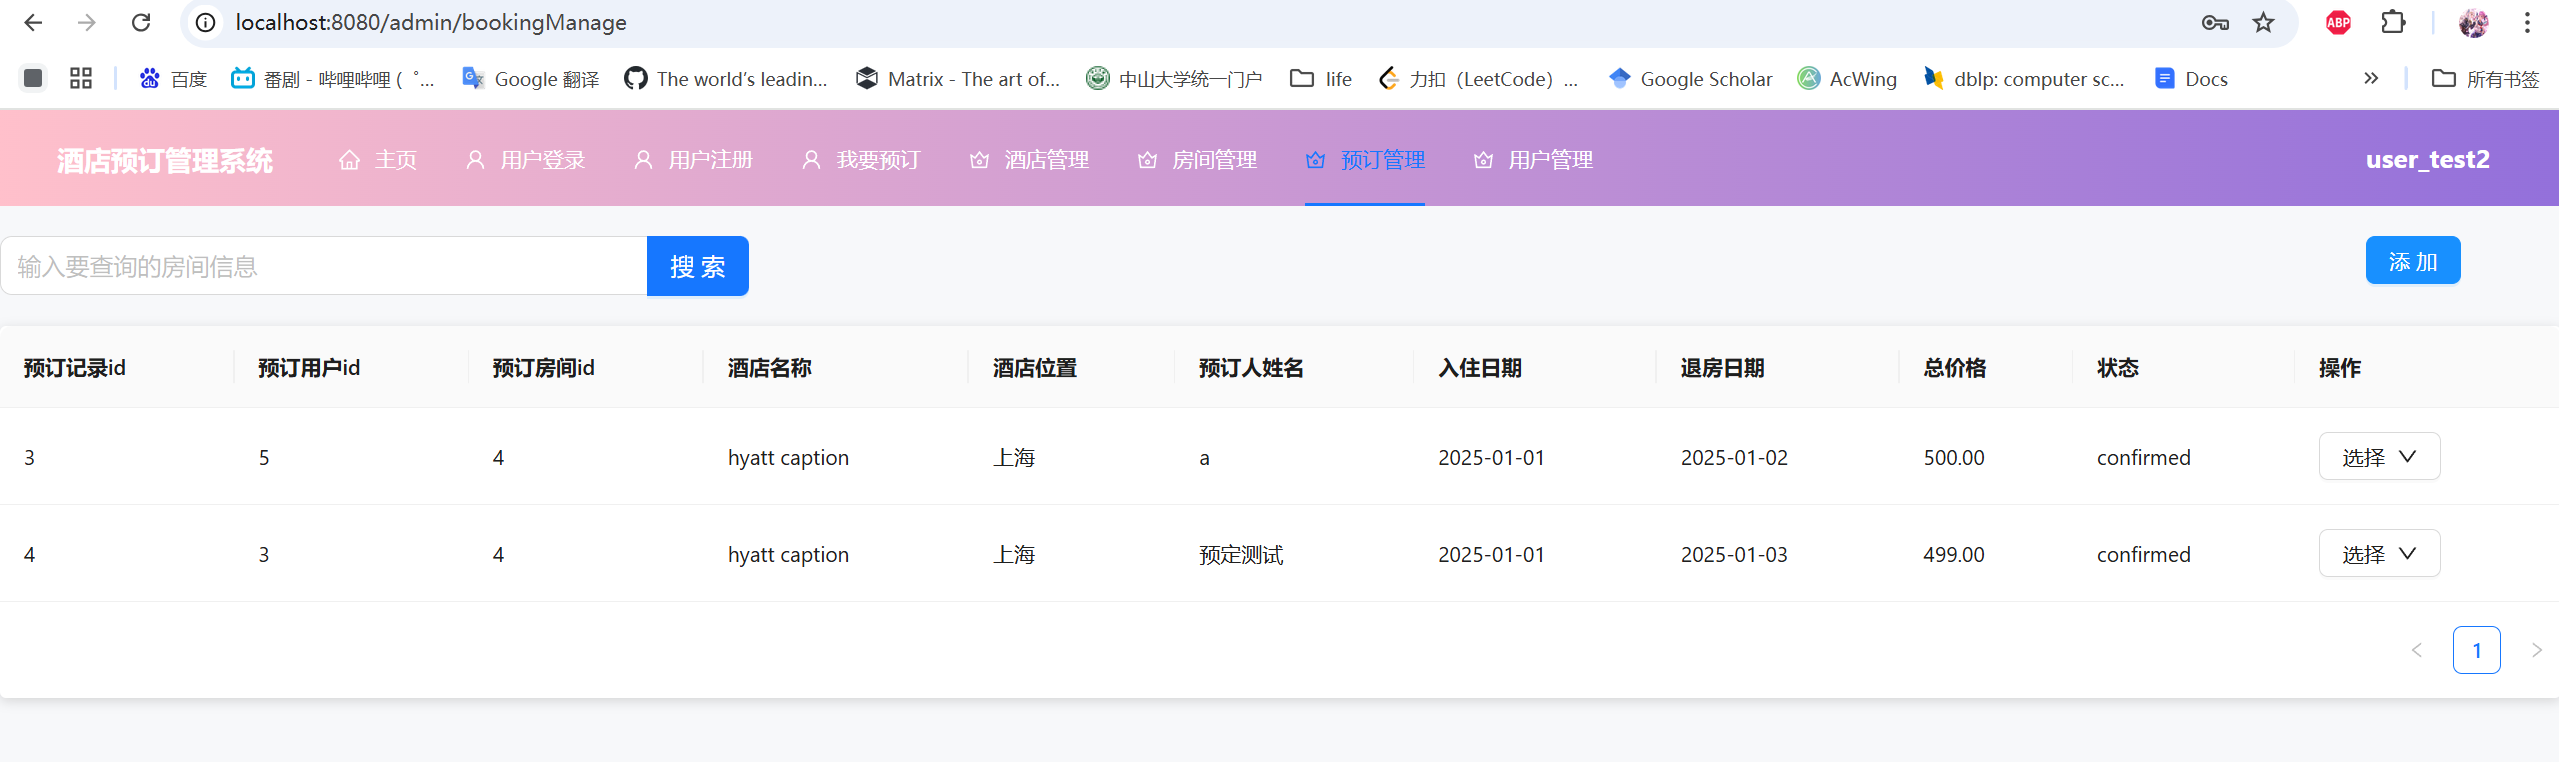 localhost:8080/admin/bookingManage
ABP
百度 番剧 - 哔哩哔哩 ( ゜... Google 翻译 The world's leadin... Matrix - The art of... 中山大学统一门户 life 力扣（LeetCode）... Google Scholar AcWing dblp: computer sc... Docs » 所有书签
酒店预订管理系统 主页 用户登录 用户注册 我要预订 酒店管理 房间管理 预订管理 用户管理 user_test2
输入要查询的房间信息 搜 索 添 加
预订记录id 预订用户id 预订房间id 酒店名称 酒店位置 预订人姓名 入住日期 退房日期 总价格 状态 操作
3 5 4 hyatt caption 上海 a 2025-01-01 2025-01-02 500.00 confirmed 选择
4 3 4 hyatt caption 上海 预定测试 2025-01-01 2025-01-03 499.00 confirmed 选择
< 1 >